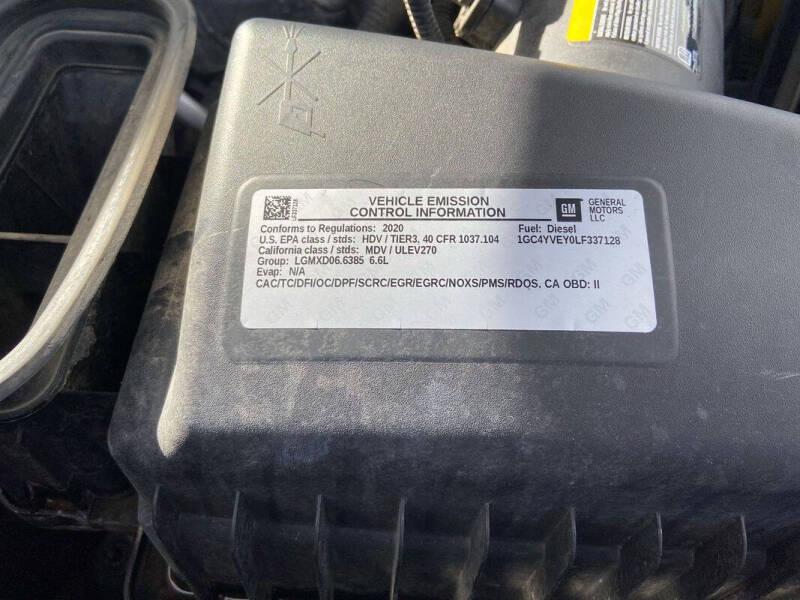 VEHICLE EMISSION
CONTROL INFORMATION
GM
GENERAL
MOTORS
LLC
Conforms to Regulations: 2020
Fuel: Diesel
U.S. EPA class / stds: HDV / TIER3, 40 CFR 1037.104
1GC4YVEY0LF337128
California class / stds: MDV / ULEV270
Group: LGMXD06.6385 6.6L
Evap: N/A
CAC/TC/DFI/OC/DPF/SCRC/EGR/EGRC/NOXS/PMS/RDOS. CA OBD: II